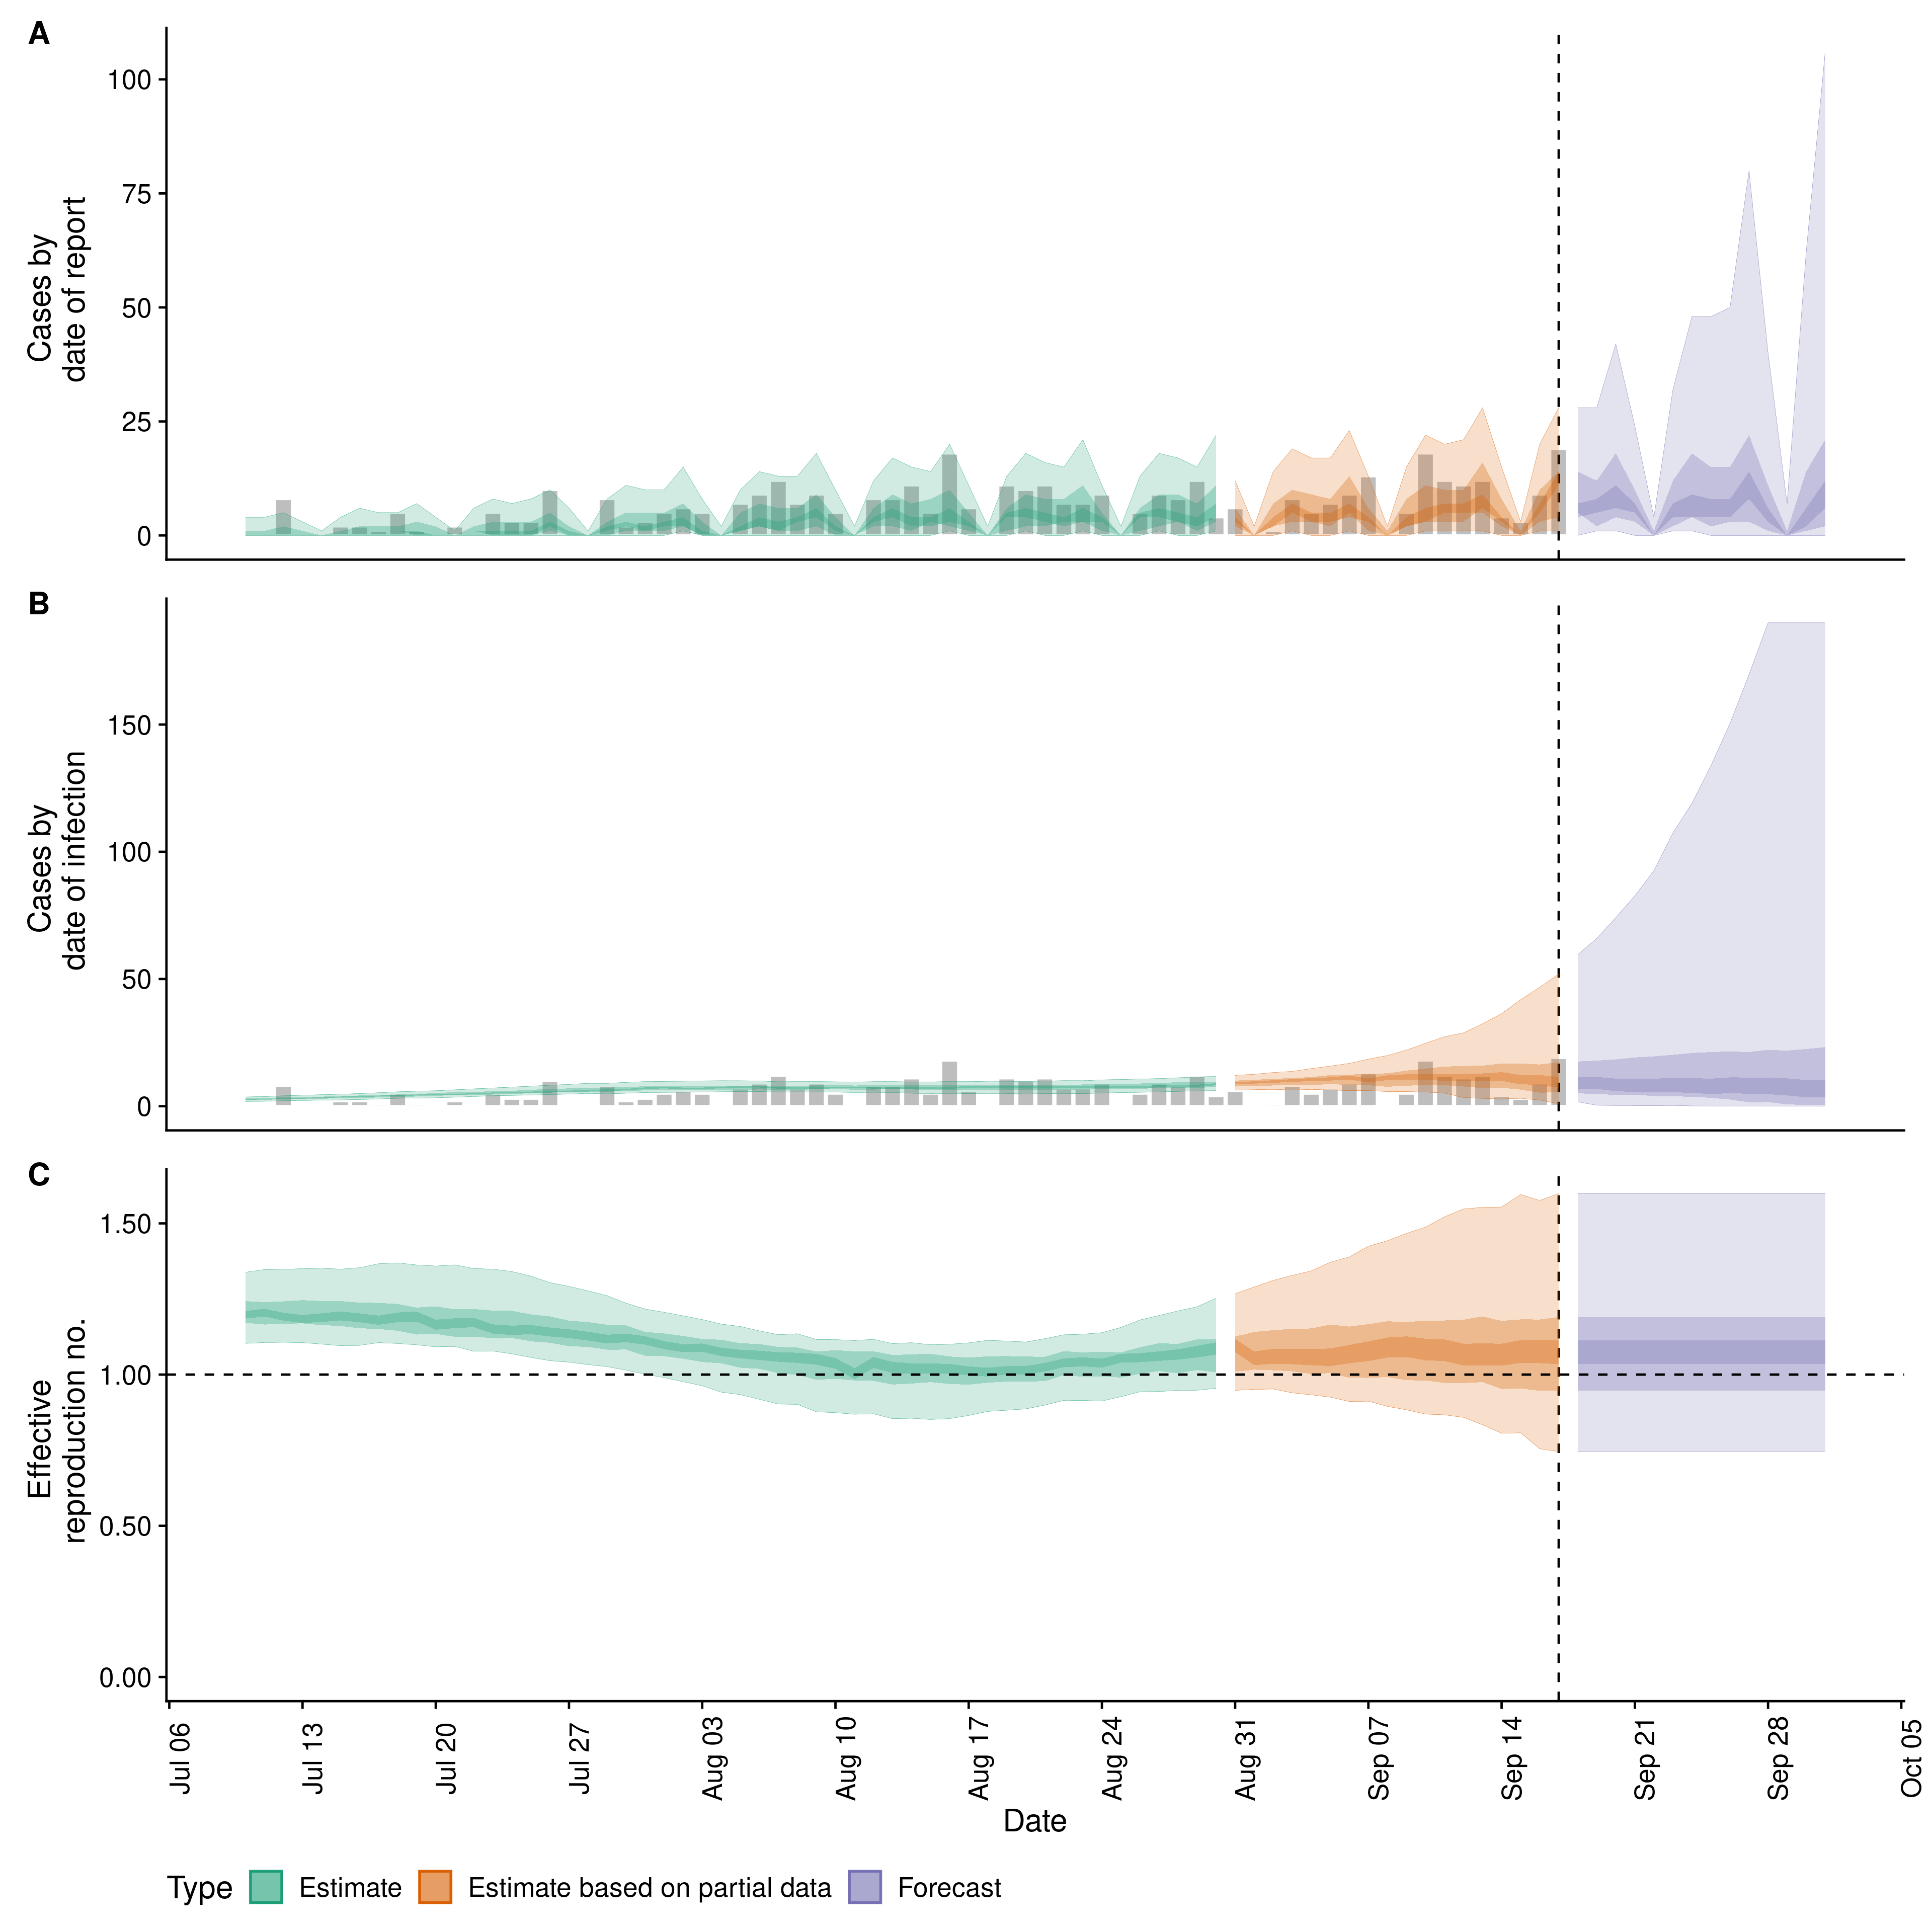 A
Cases by
date of report
100
75
50
25
0
B
Cases by
date of infection
150
100
50
0
C
Effective
reproduction no.
1.50
1.00
0.50
0.00
Jul 06
Jul 13
Jul 20
Jul 27
Aug 03
Aug 10
Aug 17
Aug 24
Aug 31
Sep 07
Sep 14
Sep 21
Sep 28
Oct 05
Date
Type Estimate Estimate based on partial data Forecast